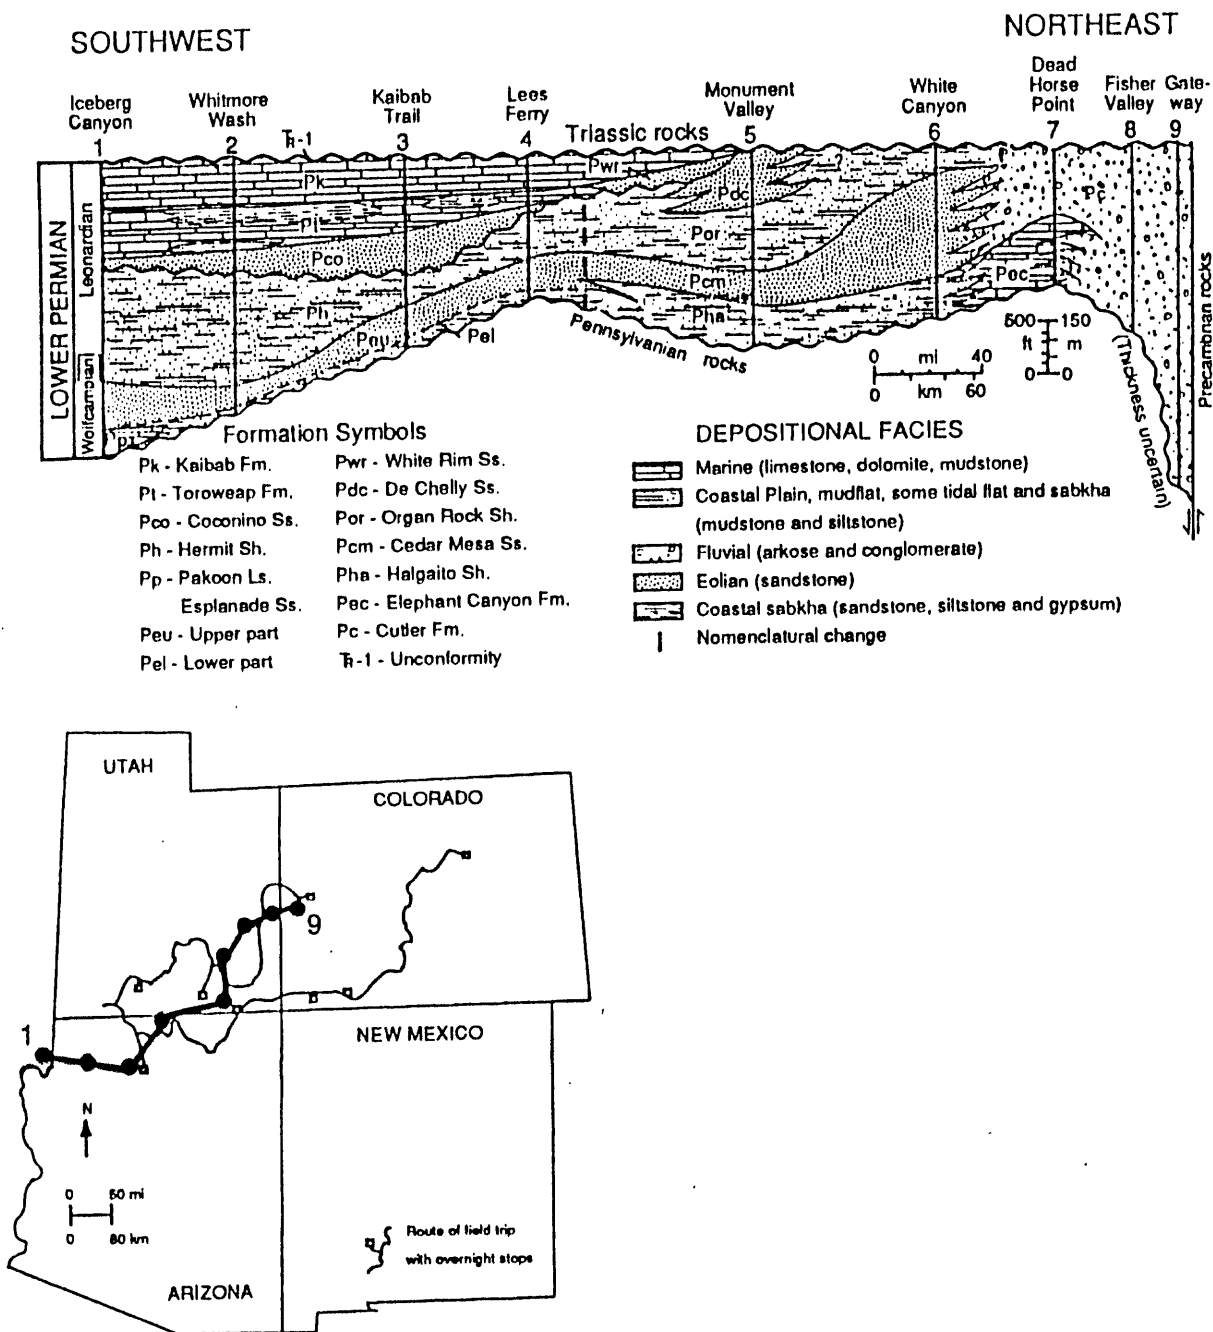 SOUTHWEST
NORTHEAST
Iceberg
Canyon
1
Whitmore
Wash
2
Ꞃ-1
Kaibab
Trail
3
Lees
Ferry
4
Triassic rocks
Monument
Valley
5
White
Canyon
6
Dead
Horse
Point
7
Fisher
Valley
8
Gate-
way
9
LOWER PERMIAN
Leonardian
Wolfcampian
Pk
Pt
Pco
Ph
Peu
Pel
Pwr
Pdc
?
Por
Pcm
Pha
Pec
Pc
Pennsylvanian rocks
Precambrian rocks
(Thickness uncertain)
0 mi 40
0 km 60
500 150
ft m
0 0
Formation Symbols
Pk - Kaibab Fm.
Pt - Toroweap Fm.
Pco - Coconino Ss.
Ph - Hermit Sh.
Pp - Pakoon Ls.
Esplanade Ss.
Peu - Upper part
Pel - Lower part
Pwr - White Rim Ss.
Pdc - De Chelly Ss.
Por - Organ Rock Sh.
Pcm - Cedar Mesa Ss.
Pha - Halgaito Sh.
Pec - Elephant Canyon Fm.
Pc - Cutler Fm.
Ꞃ-1 - Unconformity
DEPOSITIONAL FACIES
Marine (limestone, dolomite, mudstone)
Coastal Plain, mudflat, some tidal flat and sabkha
(mudstone and siltstone)
Fluvial (arkose and conglomerate)
Eolian (sandstone)
Coastal sabkha (sandstone, siltstone and gypsum)
Nomenclatural change
UTAH
COLORADO
9
1
NEW MEXICO
N
0 50 mi
0 80 km
Route of field trip
with overnight stops
ARIZONA